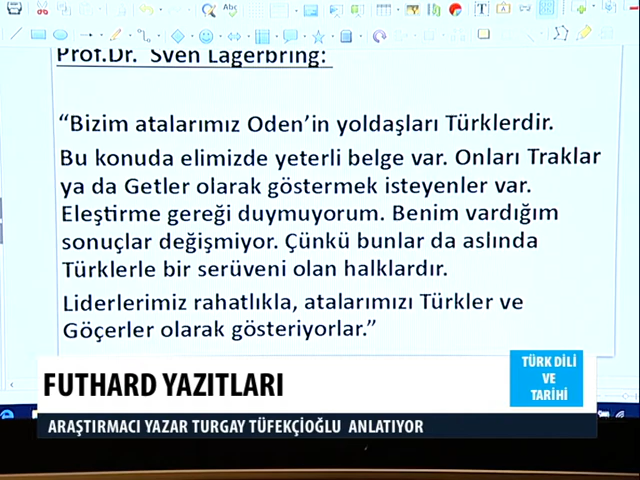 Prof.Dr. Sven Lagerbring:
“Bizim atalarımız Oden’in yoldaşları Türklerdir.
Bu konuda elimizde yeterli belge var. Onları Traklar
ya da Getler olarak göstermek isteyenler var.
Eleştirme gereği duymuyorum. Benim vardığım
sonuçlar değişmiyor. Çünkü bunlar da aslında
Türklerle bir serüveni olan halklardır.
Liderlerimiz rahatlıkla, atalarımızı Türkler ve
Göçerler olarak gösteriyorlar.”
FUTHARD YAZITLARI
TÜRK DİLİ
VE
TARİHİ
ARAŞTIRMACI YAZAR TURGAY TÜFEKÇİOĞLU ANLATIYOR